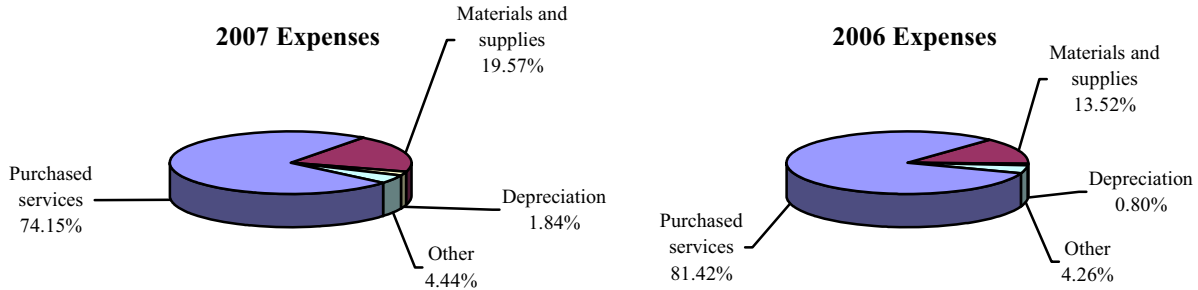 2007 Expenses
Materials and
supplies
19.57%
Purchased
services
74.15%
Depreciation
1.84%
Other
4.44%
2006 Expenses
Materials and
supplies
13.52%
Depreciation
0.80%
Purchased
services
81.42%
Other
4.26%